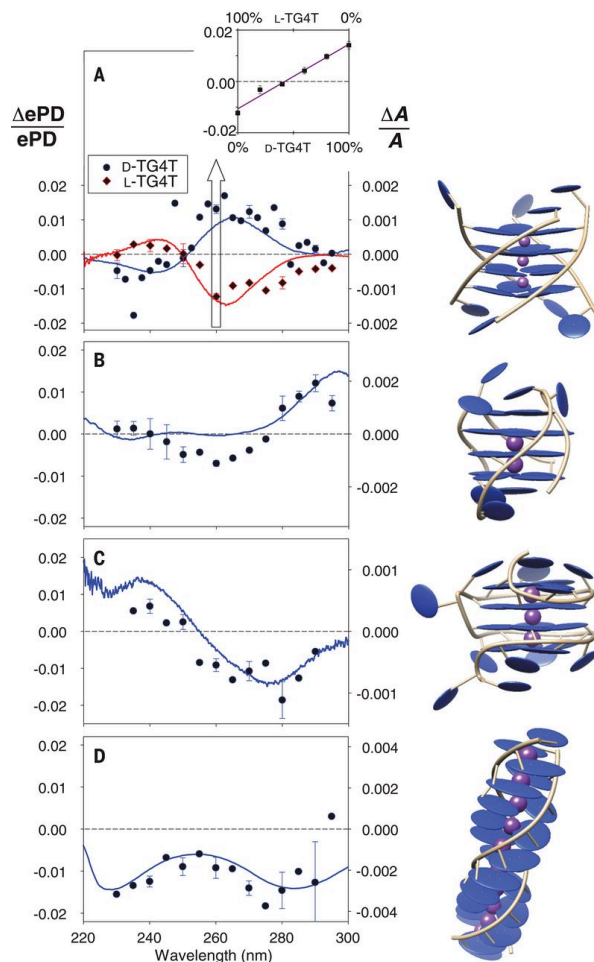 100% L-TG4T 0%
0.02
0.00
-0.02
0% D-TG4T 100%
A
ΔePD
ePD
ΔA
A
D-TG4T
L-TG4T
0.02 0.002
0.01 0.001
0.00 0.000
-0.01 -0.001
-0.02 -0.002
B
0.02
0.01 0.002
0.00 0.000
-0.01
-0.002
-0.02
C
0.02
0.01 0.001
0.00 0.000
-0.01
-0.001
-0.02
D
0.02 0.004
0.01 0.002
0.00 0.000
-0.01 -0.002
-0.02 -0.004
220 240 260 280 300
Wavelength (nm)